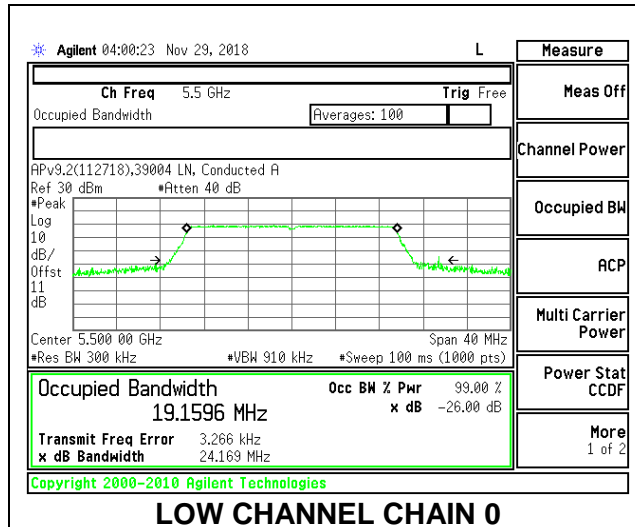 Agilent 04:00:23 Nov 29, 2018 L
Measure
Ch Freq 5.5 GHz Trig Free
Occupied Bandwidth Averages: 100
APv9.2(112718),39004 LN, Conducted A
Ref 30 dBm #Atten 40 dB
#Peak
Log
10
dB/
Offst
11
dB
Center 5.500 00 GHz Span 40 MHz
#Res BW 300 kHz #VBW 910 kHz #Sweep 100 ms (1000 pts)
Occupied Bandwidth Occ BW % Pwr 99.00 %
19.1596 MHz x dB -26.00 dB
Transmit Freq Error 3.266 kHz
x dB Bandwidth 24.169 MHz
Copyright 2000-2010 Agilent Technologies
Meas Off
Channel Power
Occupied BW
ACP
Multi Carrier
Power
Power Stat
CCDF
More
1 of 2
LOW CHANNEL CHAIN 0